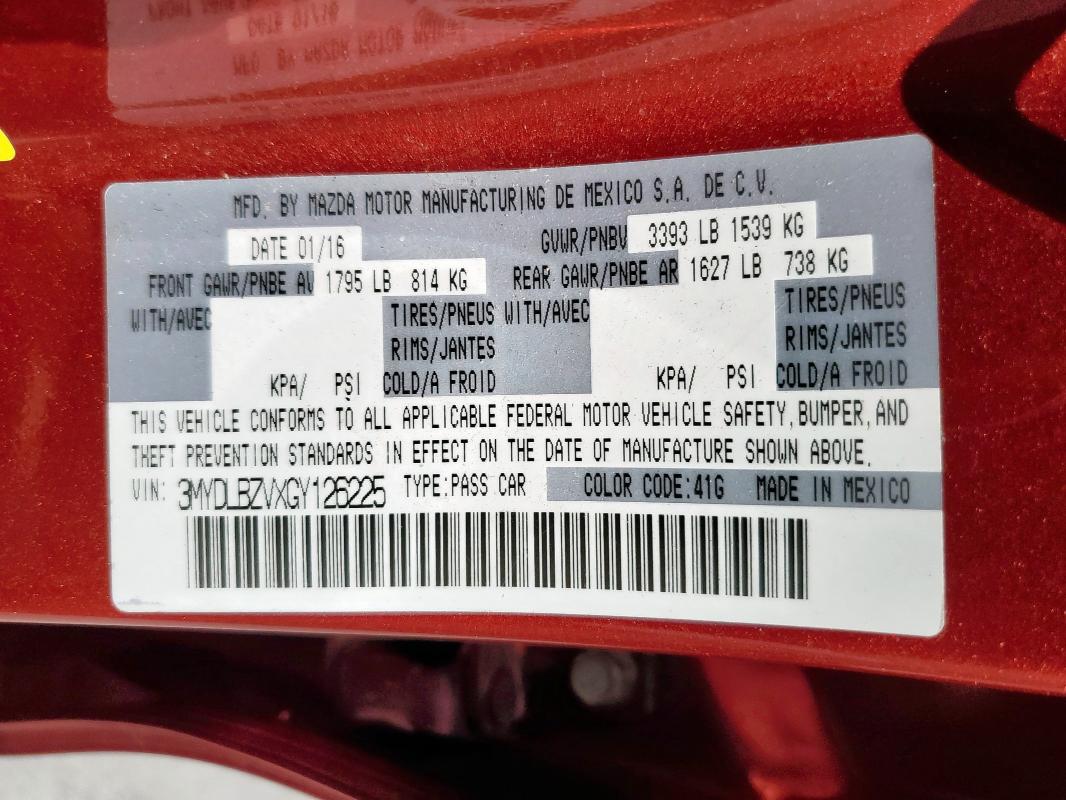 MFD. BY MAZDA MOTOR MANUFACTURING DE MEXICO S.A. DE C.V.
DATE 01/16 GVWR/PNBV 3393 LB 1539 KG
FRONT GAWR/PNBE AV 1795 LB 814 KG REAR GAWR/PNBE AR 1627 LB 738 KG
WITH/AVEC TIRES/PNEUS WITH/AVEC TIRES/PNEUS
RIMS/JANTES RIMS/JANTES
KPA/ PSI COLD/A FROID KPA/ PSI COLD/A FROID
THIS VEHICLE CONFORMS TO ALL APPLICABLE FEDERAL MOTOR VEHICLE SAFETY, BUMPER, AND
THEFT PREVENTION STANDARDS IN EFFECT ON THE DATE OF MANUFACTURE SHOWN ABOVE.
VIN: 3MYDLBZVXGY126225 TYPE:PASS CAR COLOR CODE:41G MADE IN MEXICO